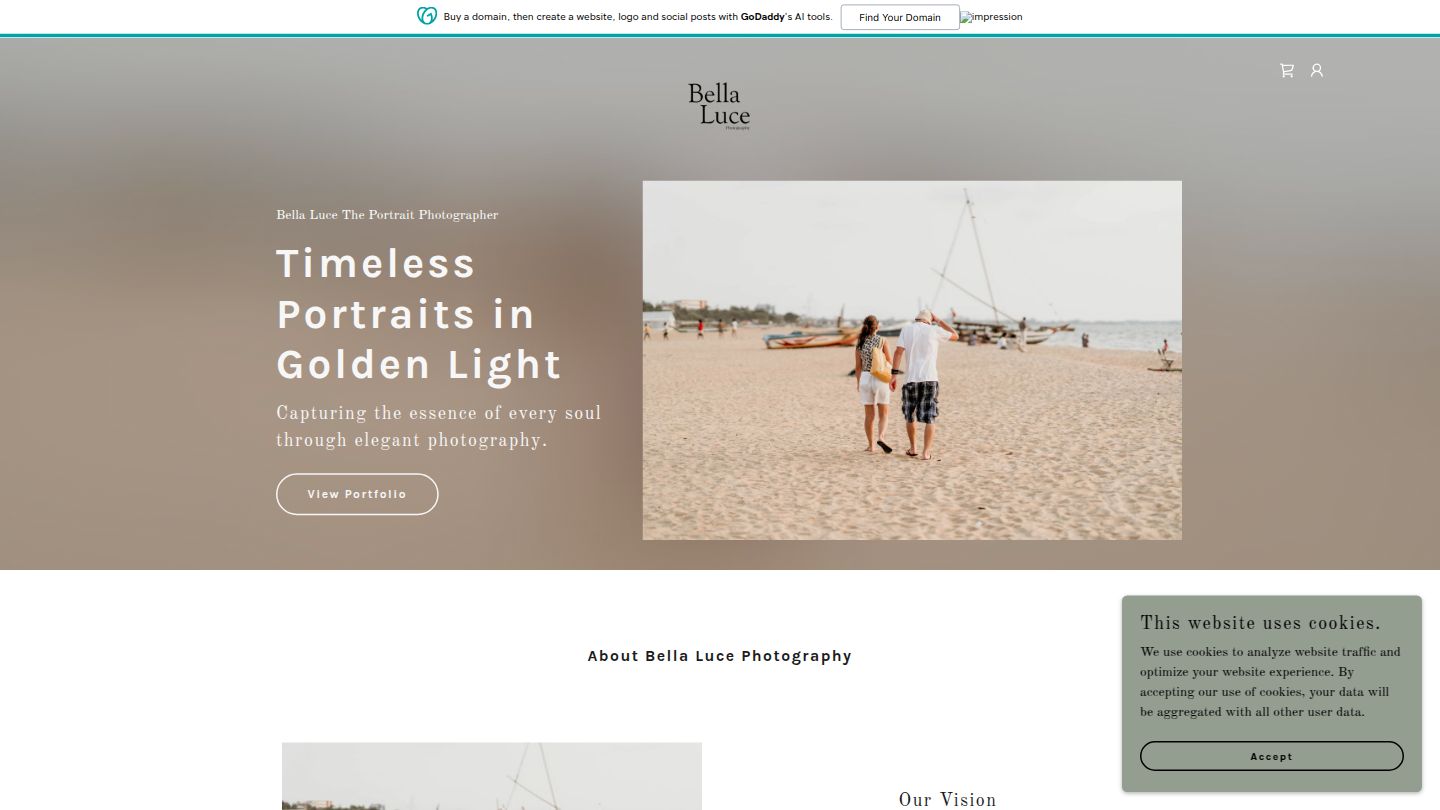 Buy a domain, then create a website, logo and social posts with GoDaddy's AI tools.
Find Your Domain
impression
Bella
Luce
Photography
Bella Luce The Portrait Photographer
Timeless
Portraits in
Golden Light
Capturing the essence of every soul
through elegant photography.
View Portfolio
About Bella Luce Photography
Our Vision
This website uses cookies.
We use cookies to analyze website traffic and
optimize your website experience. By
accepting our use of cookies, your data will
be aggregated with all other user data.
Accept